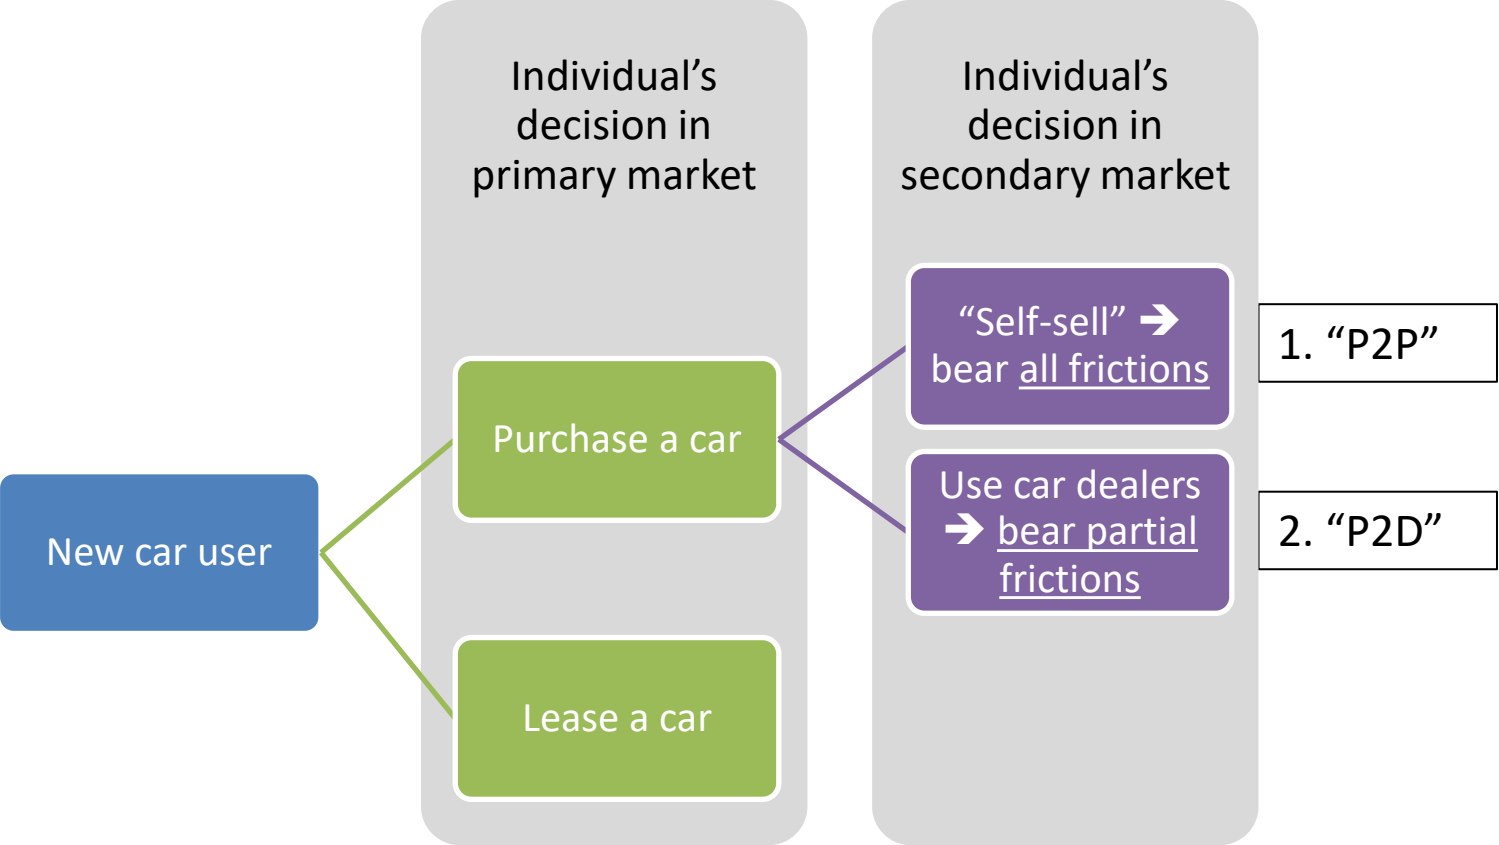 Individual’s
decision in
primary market
Individual’s
decision in
secondary market
New car user
Purchase a car
Lease a car
“Self-sell” ➔
bear all frictions
Use car dealers
➔ bear partial
frictions
1. “P2P”
2. “P2D”